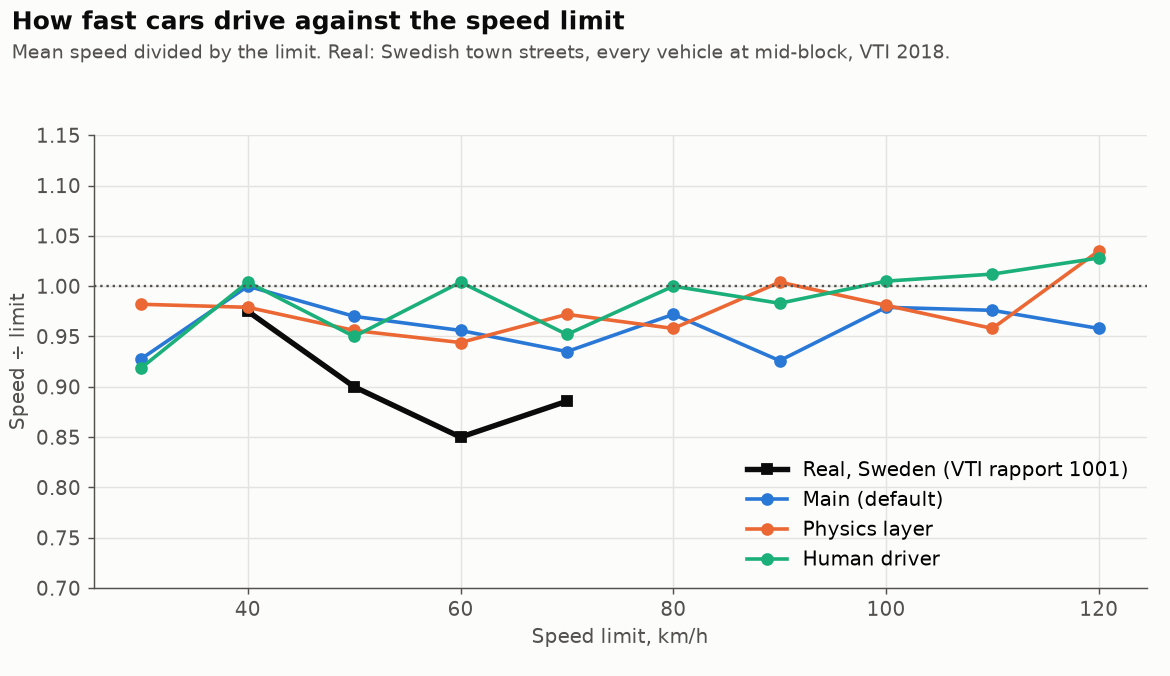 How fast cars drive against the speed limit
Mean speed divided by the limit. Real: Swedish town streets, every vehicle at mid-block, VTI 2018.
1.15
1.10
1.05
1.00
0.95
0.90
0.85
0.80
0.75
0.70
Speed ÷ limit
Real, Sweden (VTI rapport 1001)
Main (default)
Physics layer
Human driver
40
60
80
100
120
Speed limit, km/h